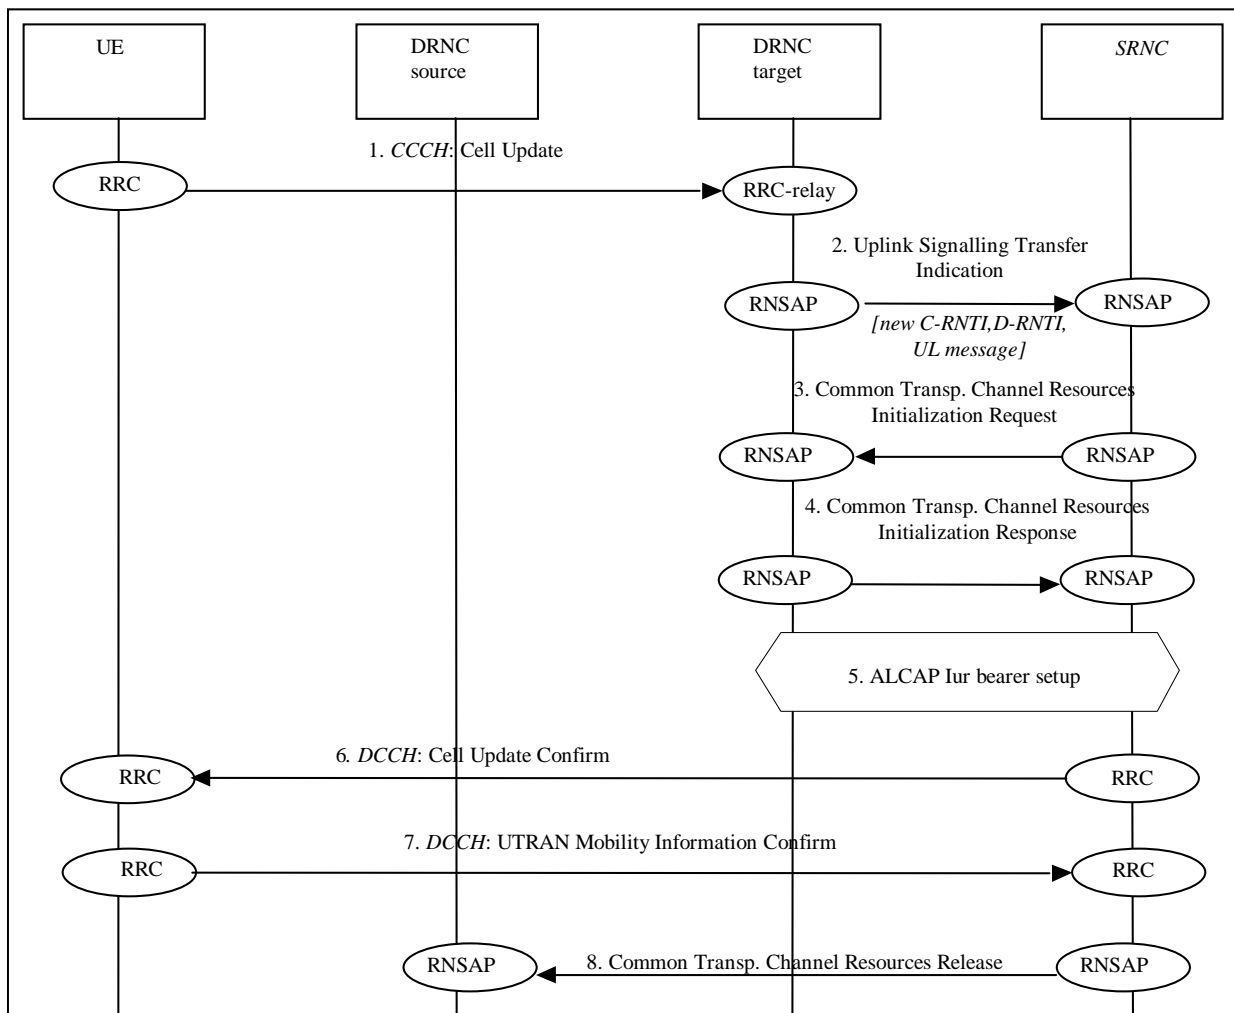 UE
DRNC
source
DRNC
target
SRNC
1. CCCH: Cell Update
RRC
RRC-relay
2. Uplink Signalling Transfer
Indication
RNSAP
RNSAP
[new C-RNTI,D-RNTI,
UL message]
3. Common Transp. Channel Resources
Initialization Request
RNSAP
RNSAP
4. Common Transp. Channel Resources
Initialization Response
RNSAP
RNSAP
5. ALCAP Iur bearer setup
6. DCCH: Cell Update Confirm
RRC
RRC
7. DCCH: UTRAN Mobility Information Confirm
RRC
RRC
8. Common Transp. Channel Resources Release
RNSAP
RNSAP